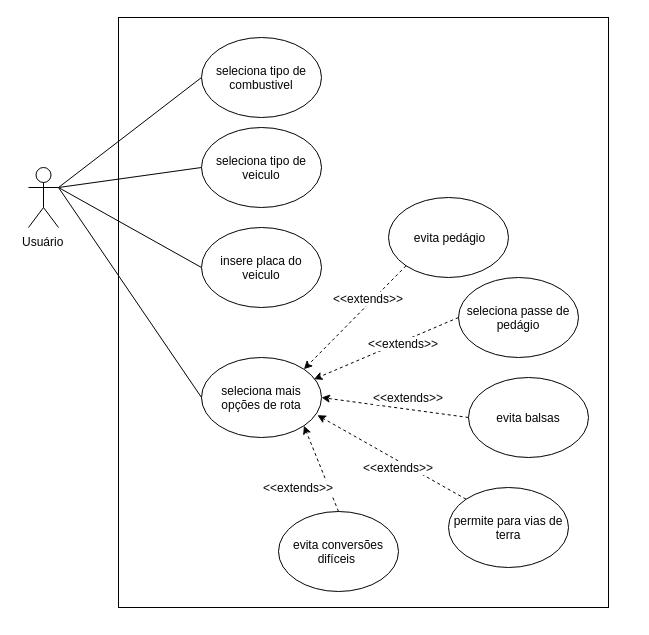 seleciona tipo de
combustivel
seleciona tipo de
veiculo
Usuário
insere placa do
veiculo
evita pedágio
<<extends>>
seleciona passe de
pedágio
<<extends>>
seleciona mais
opções de rota
<<extends>>
evita balsas
<<extends>>
permite para vias de
terra
<<extends>>
evita conversões
difíceis